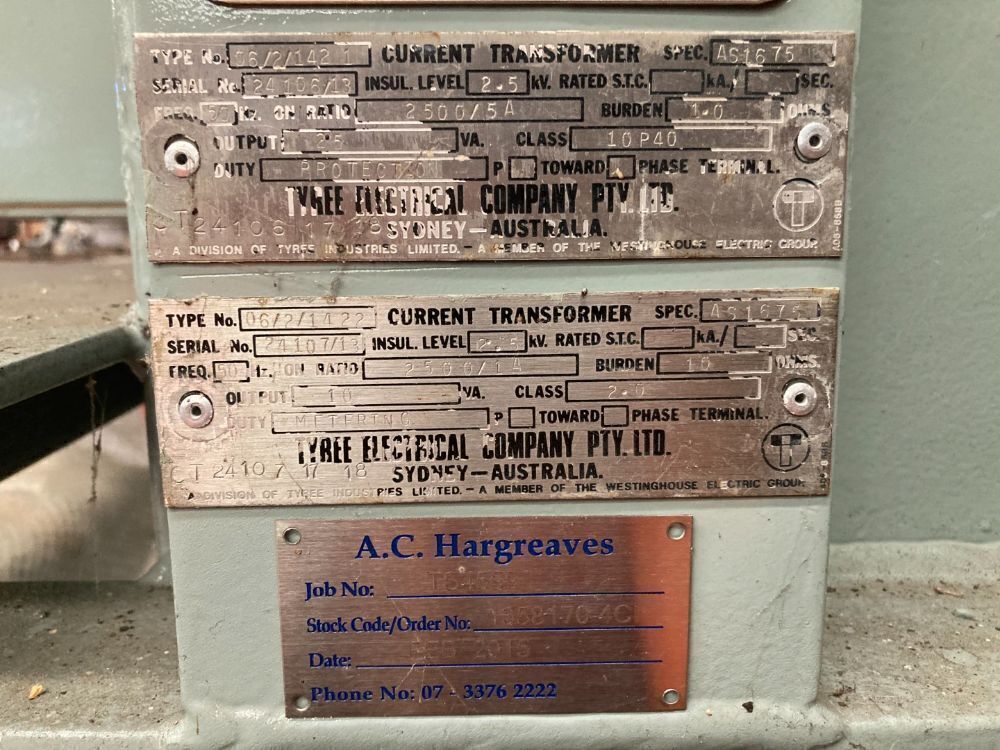 TYPE No. 06/2/142 1 CURRENT TRANSFORMER SPEC. AS1675
SERIAL No. 24106/13 INSUL. LEVEL 2.5 kV. RATED S.T.C. kA./ SEC.
FREQ. 50 Hz. ON RATIO 2500/5A BURDEN 1.0 OHMS
OUTPUT 25 VA. CLASS 10P40
DUTY PROTECTION P TOWARD PHASE TERMINAL.
TYREE ELECTRICAL COMPANY PTY. LTD.
T24106 17 18 SYDNEY—AUSTRALIA.
A DIVISION OF TYREE INDUSTRIES LIMITED. – A MEMBER OF THE WESTINGHOUSE ELECTRIC GROUP
TYPE No. 06/2/1422 CURRENT TRANSFORMER SPEC. AS1675
SERIAL No. 24107/13 INSUL. LEVEL 2.5 kV. RATED S.T.C. kA./ SEC.
FREQ. 50 Hz. ON RATIO 2500/1A BURDEN 10 OHMS.
OUTPUT 10 VA. CLASS 2.0
DUTY METERING P TOWARD PHASE TERMINAL.
TYREE ELECTRICAL COMPANY PTY. LTD.
CT 24107 17 18 SYDNEY—AUSTRALIA.
A DIVISION OF TYREE INDUSTRIES LIMITED. – A MEMBER OF THE WESTINGHOUSE ELECTRIC GROUP
A.C. Hargreaves
Job No:
Stock Code/Order No:
Date: FEB 2015
Phone No: 07 - 3376 2222